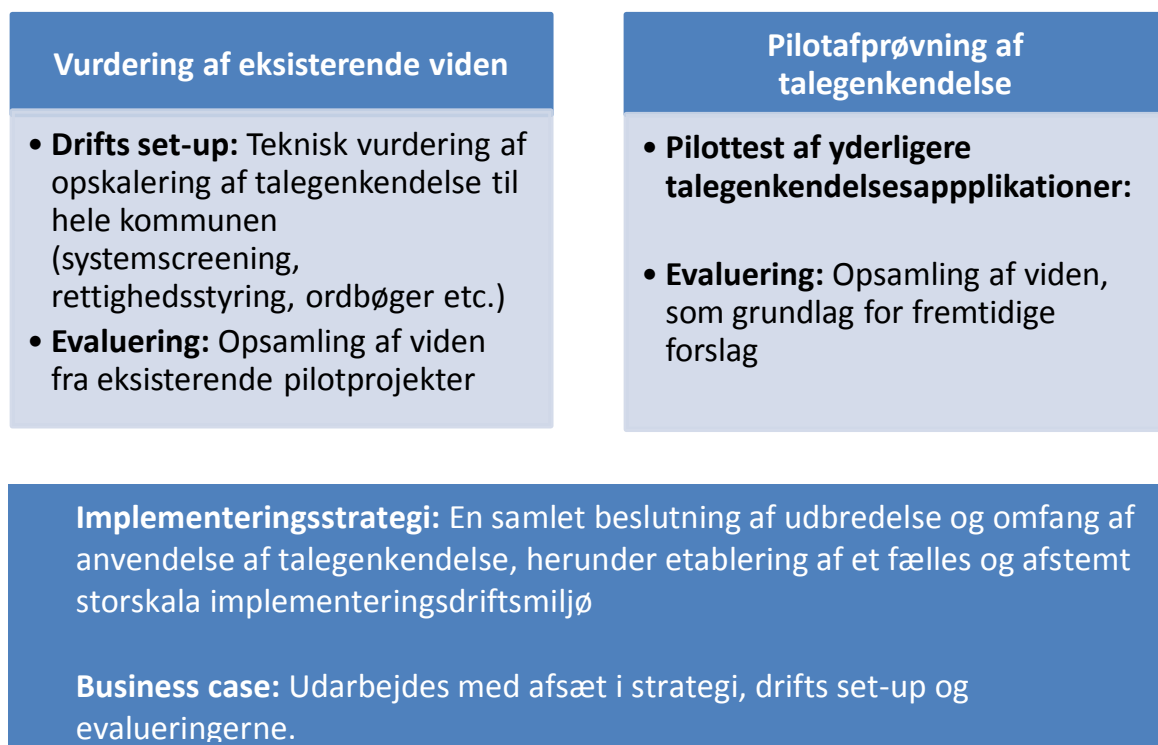 Vurdering af eksisterende viden
• Drifts set-up: Teknisk vurdering af
opskalering af talegenkendelse til
hele kommunen
(systemscreening,
rettighedsstyring, ordbøger etc.)
• Evaluering: Opsamling af viden
fra eksisterende pilotprojekter
Pilotafprøvning af
talegenkendelse
• Pilottest af yderligere
talegenkendelsesappplikationer:
• Evaluering: Opsamling af viden,
som grundlag for fremtidige
forslag
Implementeringsstrategi: En samlet beslutning af udbredelse og omfang af
anvendelse af talegenkendelse, herunder etablering af et fælles og afstemt
storskala implementeringsdriftsmiljø
Business case: Udarbejdes med afsæt i strategi, drifts set-up og
evalueringerne.